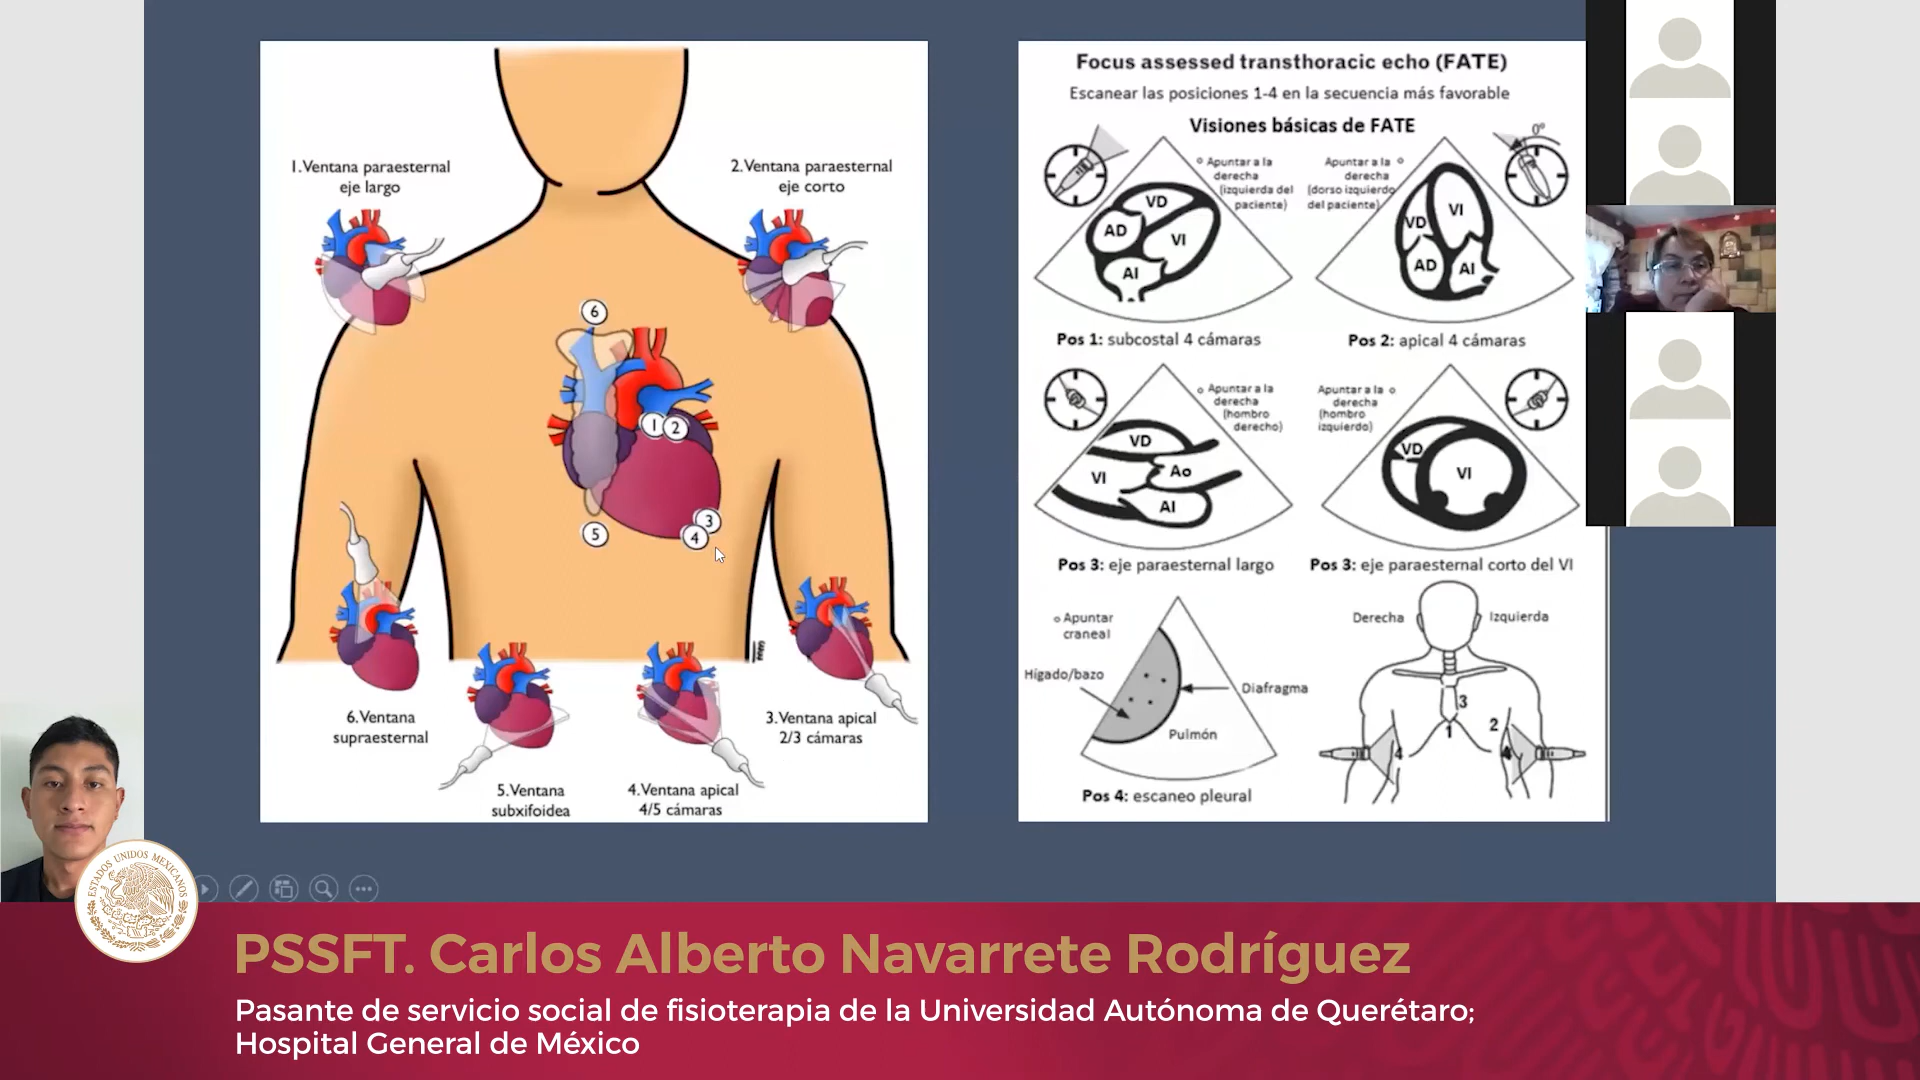 1.Ventana paraesternal
eje largo
2.Ventana paraesternal
eje corto
6
1
2
3
4
5
6.Ventana
supraesternal
5.Ventana
subxifoidea
4.Ventana apical
4/5 cámaras
3.Ventana apical
2/3 cámaras
Focus assessed transthoracic echo (FATE)
Escanear las posiciones 1-4 en la secuencia más favorable
Visiones básicas de FATE
Apuntar a la
derecha
(izquierda del
paciente)
VD
AD
VI
AI
Pos 1: subcostal 4 cámaras
Apuntar a la
derecha
(dorso izquierdo
del paciente)
0º
VD
VI
AD
AI
Pos 2: apical 4 cámaras
Apuntar a la
derecha
(hombro
derecho)
VD
VI
Ao
AI
Pos 3: eje paraesternal largo
Apuntar a la
derecha
(hombro
izquierdo)
VD
VI
Pos 3: eje paraesternal corto del VI
Apuntar
craneal
Hígado/bazo
Diafragma
Pulmón
Pos 4: escaneo pleural
Derecha
Izquierda
3
2
1
4
4
ESTADOS UNIDOS MEXICANOS
PSSFT. Carlos Alberto Navarrete Rodríguez
Pasante de servicio social de fisioterapia de la Universidad Autónoma de Querétaro;
Hospital General de México